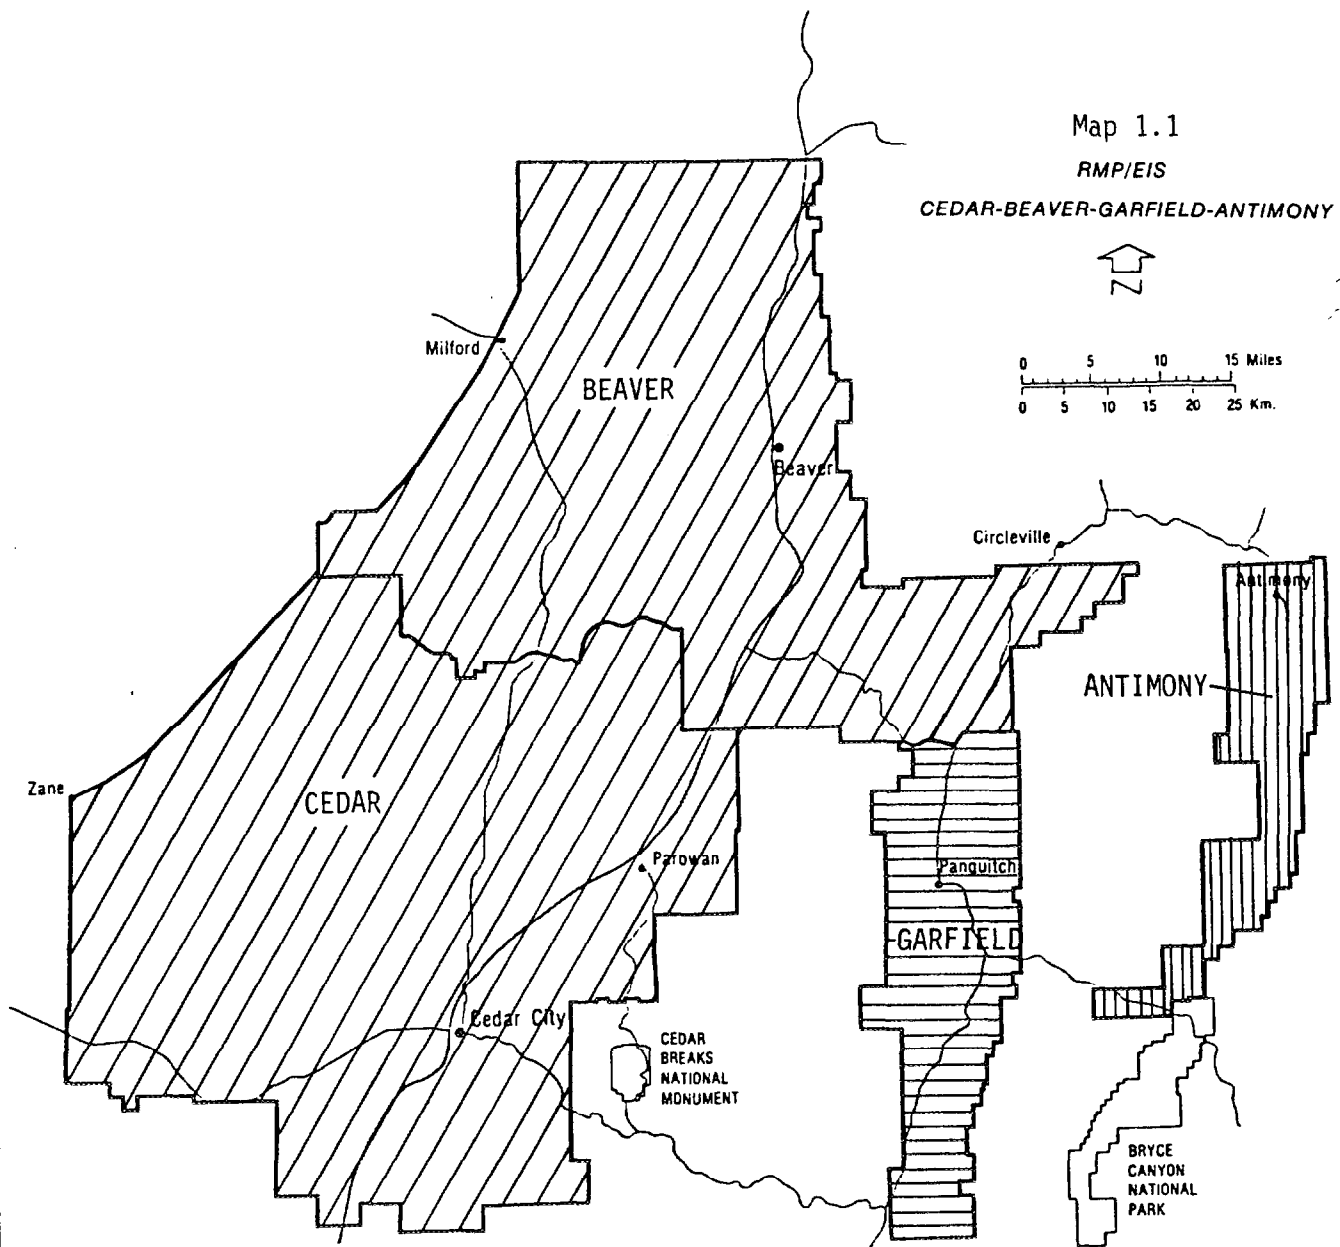 Map 1.1
RMP/EIS
CEDAR-BEAVER-GARFIELD-ANTIMONY
N
0 5 10 15 Miles
0 5 10 15 20 25 Km.
Milford
BEAVER
Beaver
Circleville
Antimony
ANTIMONY
Zane
CEDAR
Parowan
Panguitch
GARFIELD
Cedar City
CEDAR
BREAKS
NATIONAL
MONUMENT
BRYCE
CANYON
NATIONAL
PARK